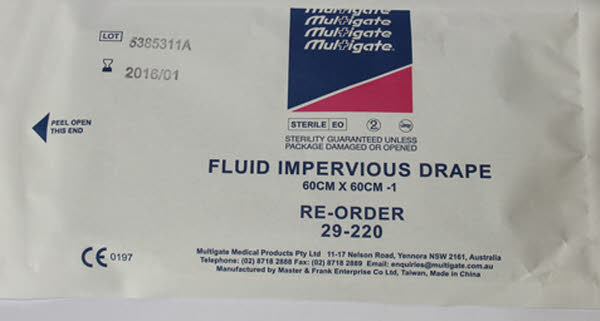 Multigate
Multigate
Multigate
Multigate®
LOT 5385311A
2016/01
PEEL OPEN
THIS END
STERILE EO 2
STERILITY GUARANTEED UNLESS
PACKAGE DAMAGED OR OPENED
FLUID IMPERVIOUS DRAPE
60CM X 60CM -1
RE-ORDER
29-220
CE 0197
Multigate Medical Products Pty Ltd 11-17 Nelson Road, Yennora NSW 2161, Australia
Telephone: (02) 8718 2888 Fax: (02) 8718 2889 Email: enquiries@multigate.com.au
Manufactured by Master & Frank Enterprise Co Ltd, Taiwan, Made in China